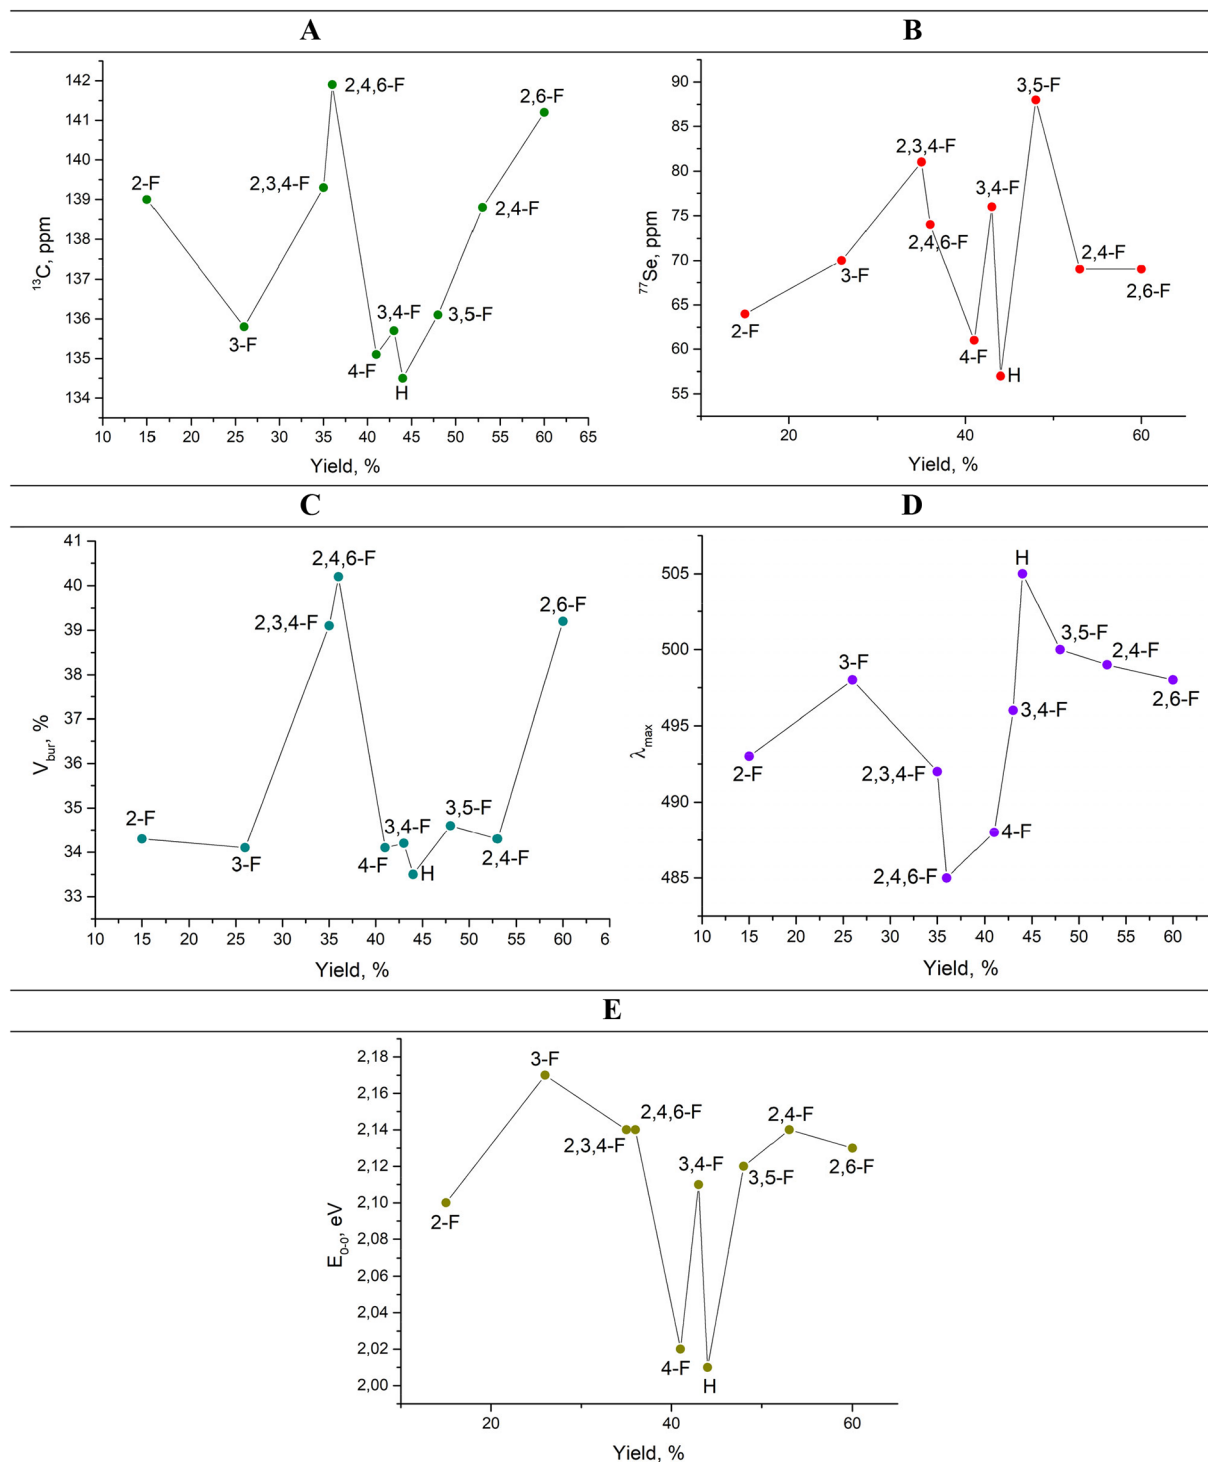 A
B
142
141
140
139
138
137
136
135
134
¹³C, ppm
2-F
3-F
2,3,4-F
2,4,6-F
4-F
3,4-F
H
3,5-F
2,4-F
2,6-F
10 15 20 25 30 35 40 45 50 55 60 65
Yield, %
90
85
80
75
70
65
60
55
⁷⁷Se, ppm
2-F
3-F
2,3,4-F
2,4,6-F
4-F
3,4-F
H
3,5-F
2,4-F
2,6-F
20 40 60
Yield, %
C
D
41
40
39
38
37
36
35
34
33
V_bur, %
2-F
3-F
2,3,4-F
2,4,6-F
4-F
3,4-F
H
3,5-F
2,4-F
2,6-F
10 15 20 25 30 35 40 45 50 55 60 6
Yield, %
505
500
495
490
485
λ_max
2-F
3-F
2,3,4-F
2,4,6-F
4-F
3,4-F
H
3,5-F
2,4-F
2,6-F
10 15 20 25 30 35 40 45 50 55 60
Yield, %
E
2,18
2,16
2,14
2,12
2,10
2,08
2,06
2,04
2,02
2,00
E_0-0, eV
2-F
3-F
2,3,4-F
2,4,6-F
4-F
3,4-F
H
3,5-F
2,4-F
2,6-F
20 40 60
Yield, %